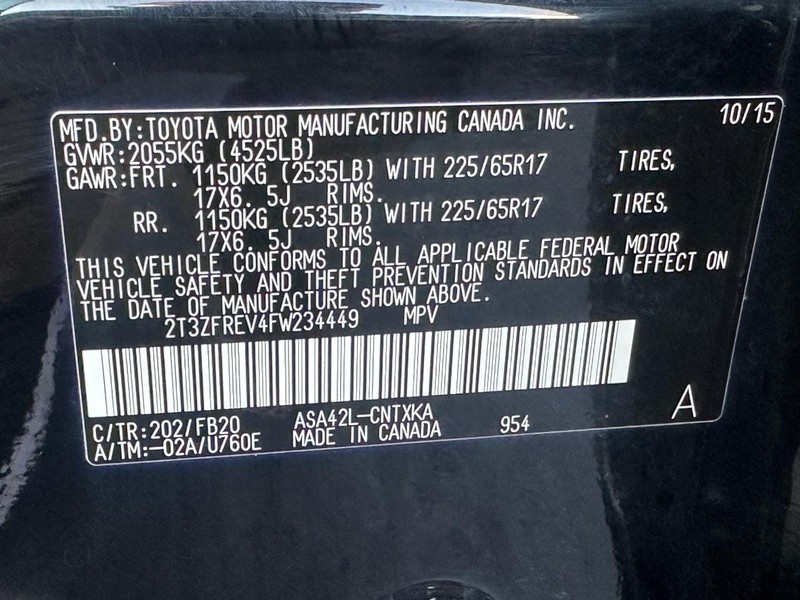 10/15
MFD.BY:TOYOTA MOTOR MANUFACTURING CANADA INC.
GVWR:2055KG (4525LB)
GAWR:FRT. 1150KG (2535LB) WITH 225/65R17 TIRES,
17X6. 5J RIMS.
RR. 1150KG (2535LB) WITH 225/65R17 TIRES,
17X6. 5J RIMS.
THIS VEHICLE CONFORMS TO ALL APPLICABLE FEDERAL MOTOR
VEHICLE SAFETY AND THEFT PREVENTION STANDARDS IN EFFECT ON
THE DATE OF MANUFACTURE SHOWN ABOVE.
2T3ZFREV4FW234449 MPV
C/TR:202/FB20 ASA42L-CNTXKA A
A/TM:-02A/U760E MADE IN CANADA 954